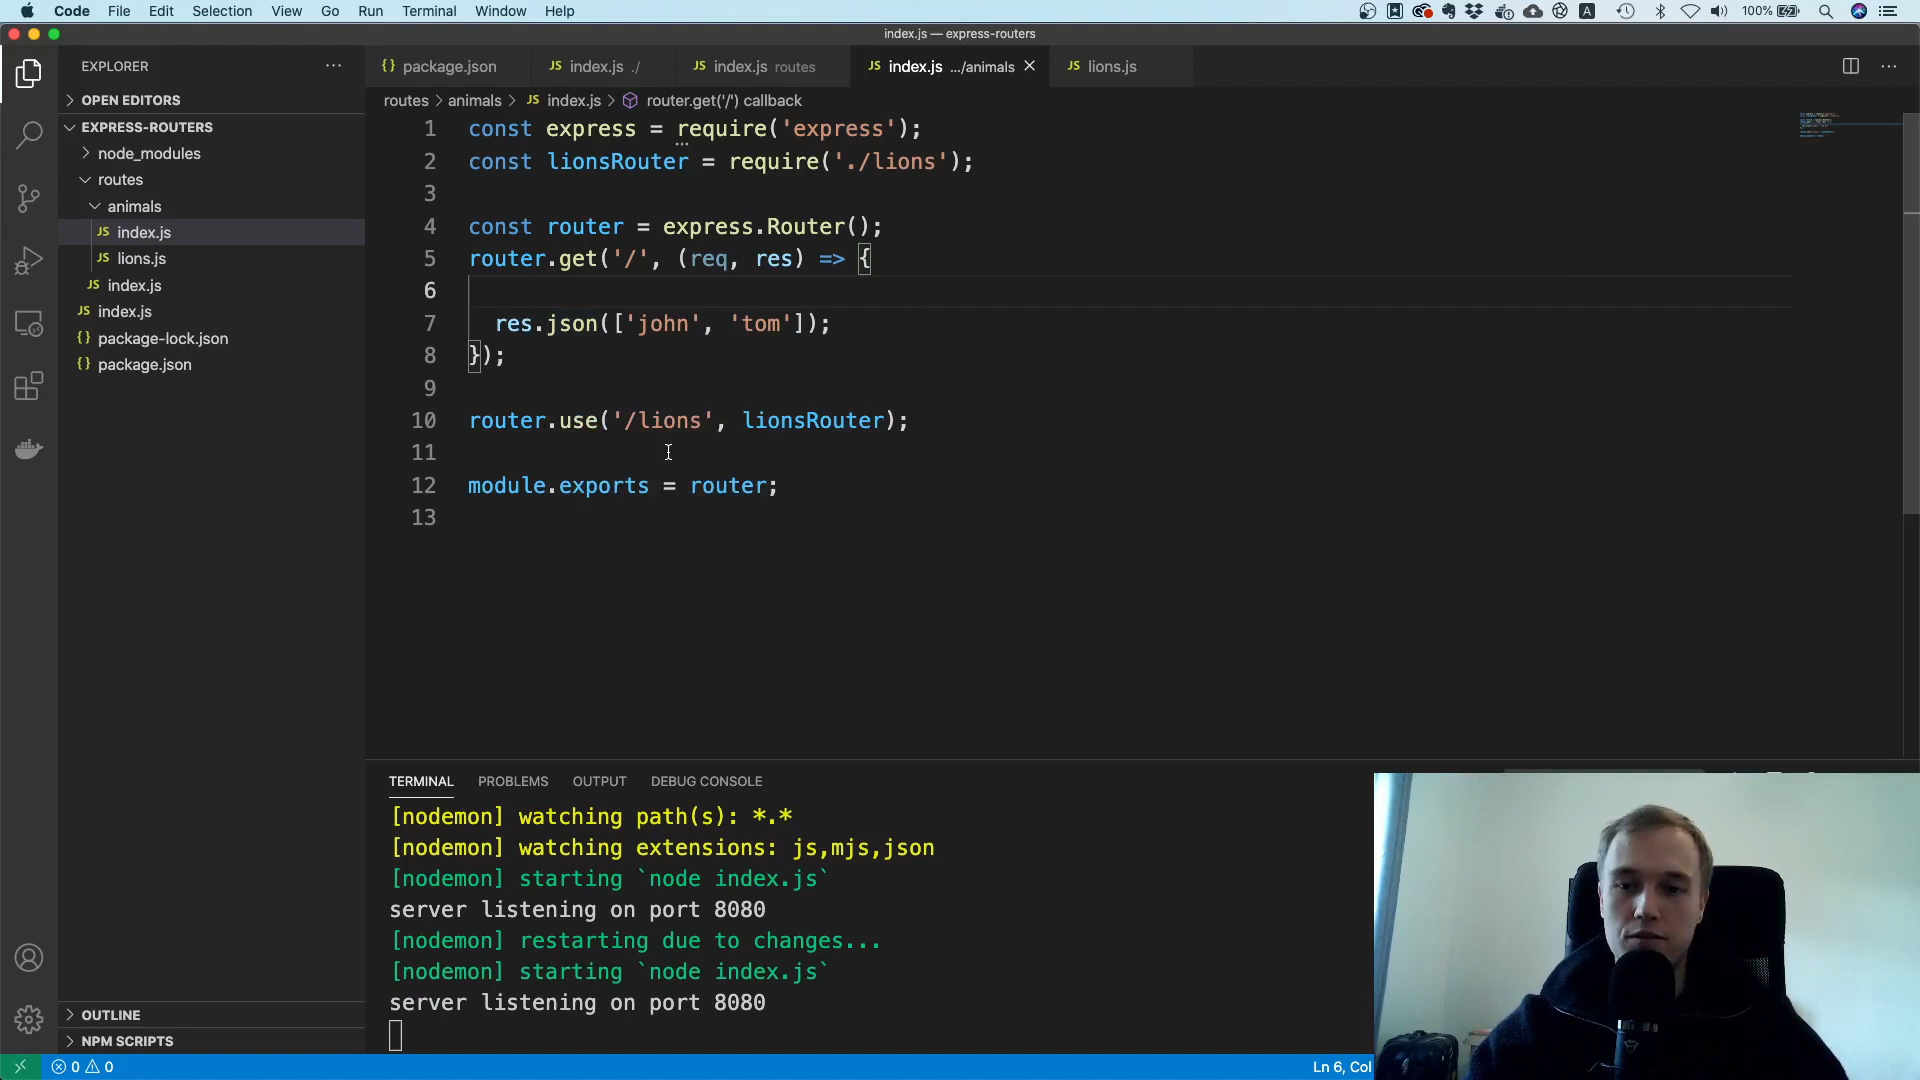 Code File Edit Selection View Go Run Terminal Window Help
A 100%
index.js — express-routers
EXPLORER
{} package.json JS index.js ./ JS index.js routes JS index.js .../animals JS lions.js
OPEN EDITORS
EXPRESS-ROUTERS
node_modules
routes
animals
JS index.js
JS lions.js
JS index.js
JS index.js
{} package-lock.json
{} package.json
routes > animals > JS index.js > router.get('/') callback
1 const express = require('express');
2 const lionsRouter = require('./lions');
3
4 const router = express.Router();
5 router.get('/', (req, res) => {
6
7 res.json(['john', 'tom']);
8 });
9
10 router.use('/lions', lionsRouter);
11
12 module.exports = router;
13
TERMINAL PROBLEMS OUTPUT DEBUG CONSOLE
[nodemon] watching path(s): *.*
[nodemon] watching extensions: js,mjs,json
[nodemon] starting `node index.js`
server listening on port 8080
[nodemon] restarting due to changes...
[nodemon] starting `node index.js`
server listening on port 8080
OUTLINE
NPM SCRIPTS
0 0 Ln 6, Col